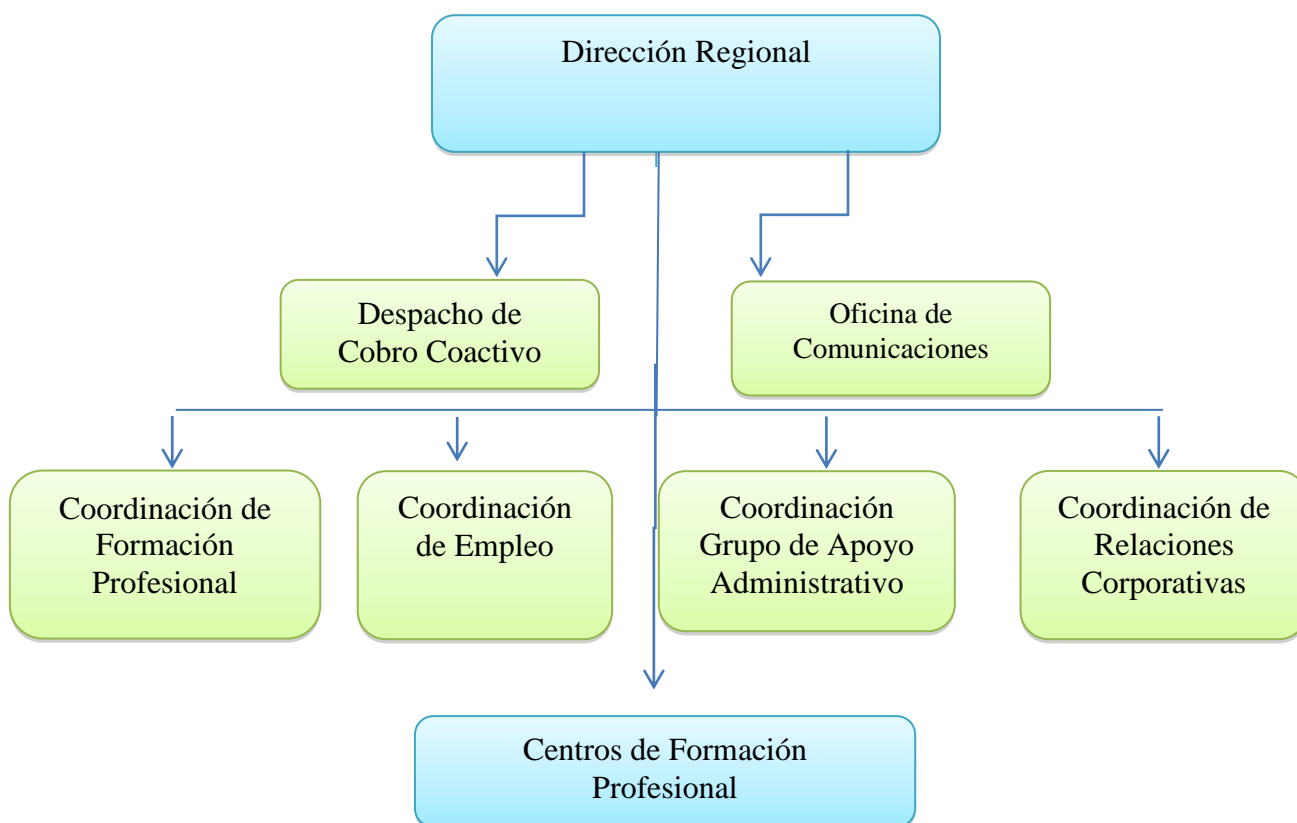 Dirección Regional
Despacho de
Cobro Coactivo
Oficina de
Comunicaciones
Coordinación de
Formación
Profesional
Coordinación
de Empleo
Coordinación
Grupo de Apoyo
Administrativo
Coordinación de
Relaciones
Corporativas
Centros de Formación
Profesional